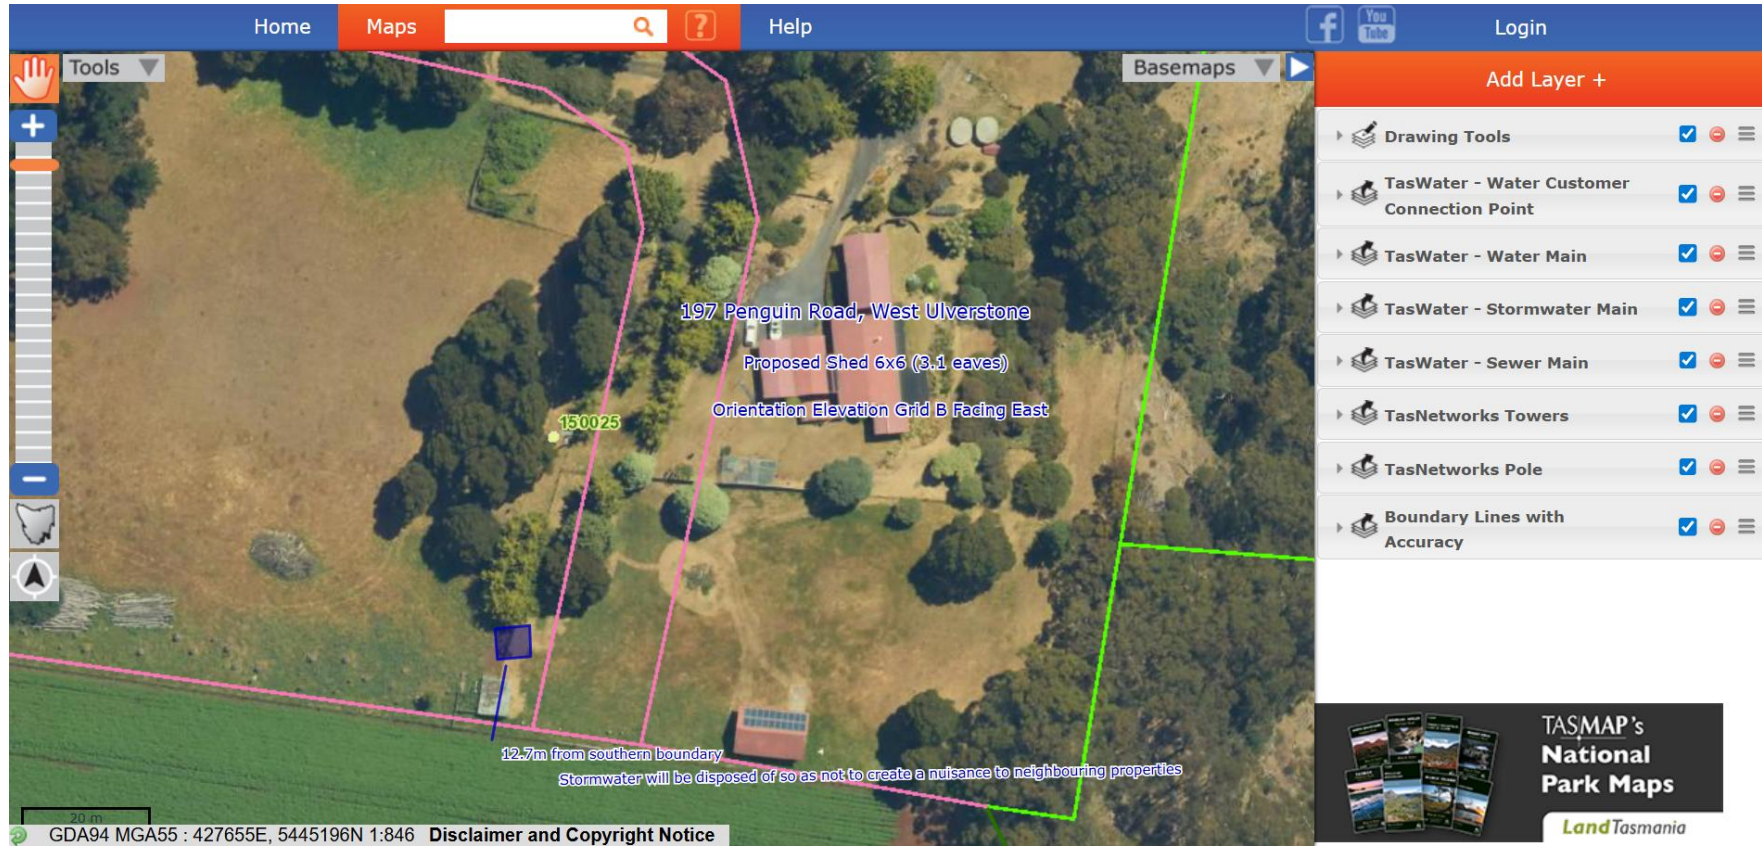 Home
Maps
?
Help
f
You
Tube
Login
Tools
Basemaps
Add Layer +
Drawing Tools
TasWater - Water Customer
Connection Point
TasWater - Water Main
TasWater - Stormwater Main
TasWater - Sewer Main
TasNetworks Towers
TasNetworks Pole
Boundary Lines with
Accuracy
197 Penguin Road, West Ulverstone
Proposed Shed 6x6 (3.1 eaves)
Orientation Elevation Grid B Facing East
150025
12.7m from southern boundary
Stormwater will be disposed of so as not to create a nuisance to neighbouring properties
20 m
GDA94 MGA55 : 427655E, 5445196N 1:846 Disclaimer and Copyright Notice
TASMAP's
National
Park Maps
LandTasmania